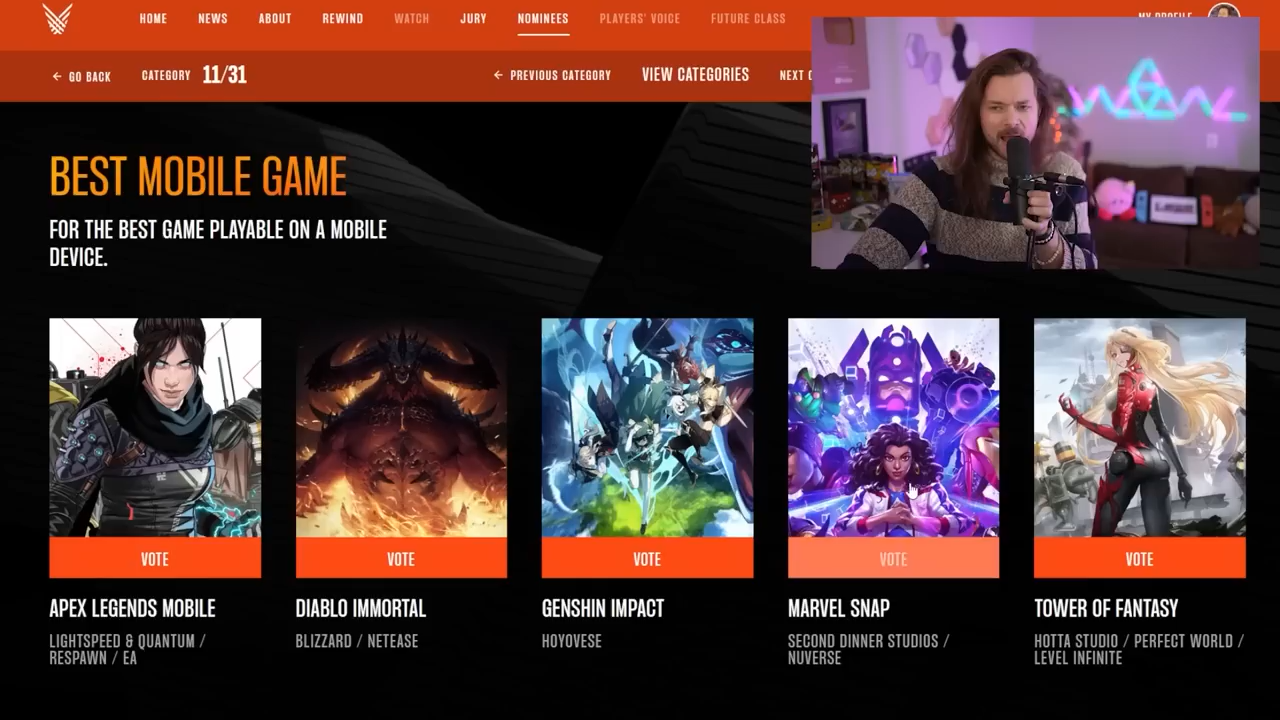 HOME NEWS ABOUT REWIND WATCH JURY NOMINEES PLAYERS' VOICE FUTURE CLASS MY PROFILE
GO BACK CATEGORY 11/31 PREVIOUS CATEGORY VIEW CATEGORIES NEXT
BEST MOBILE GAME
FOR THE BEST GAME PLAYABLE ON A MOBILE
DEVICE.
VOTE VOTE VOTE VOTE VOTE
APEX LEGENDS MOBILE
LIGHTSPEED & QUANTUM /
RESPAWN / EA
DIABLO IMMORTAL
BLIZZARD / NETEASE
GENSHIN IMPACT
HOYOVESE
MARVEL SNAP
SECOND DINNER STUDIOS /
NUVERSE
TOWER OF FANTASY
HOTTA STUDIO / PERFECT WORLD /
LEVEL INFINITE